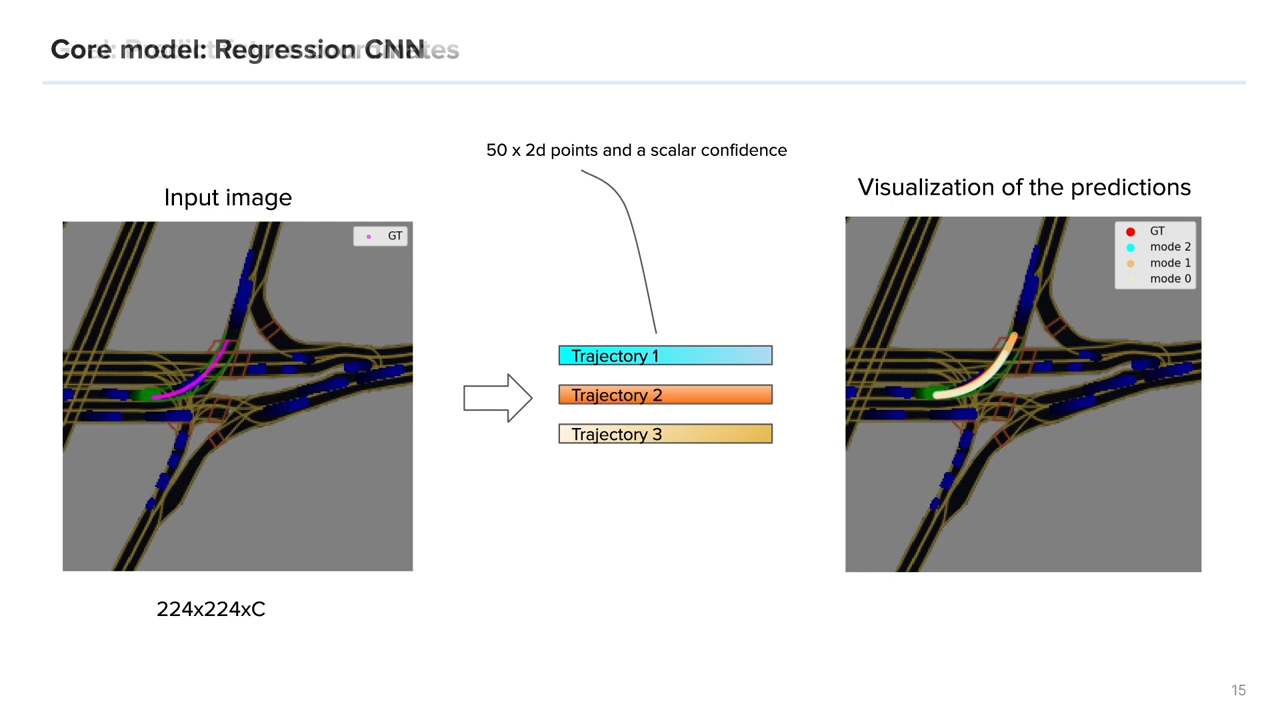 Core model: Regression CNN
50 x 2d points and a scalar confidence
Input image
Visualization of the predictions
GT
GT
mode 2
mode 1
mode 0
Trajectory 1
Trajectory 2
Trajectory 3
224x224xC
15